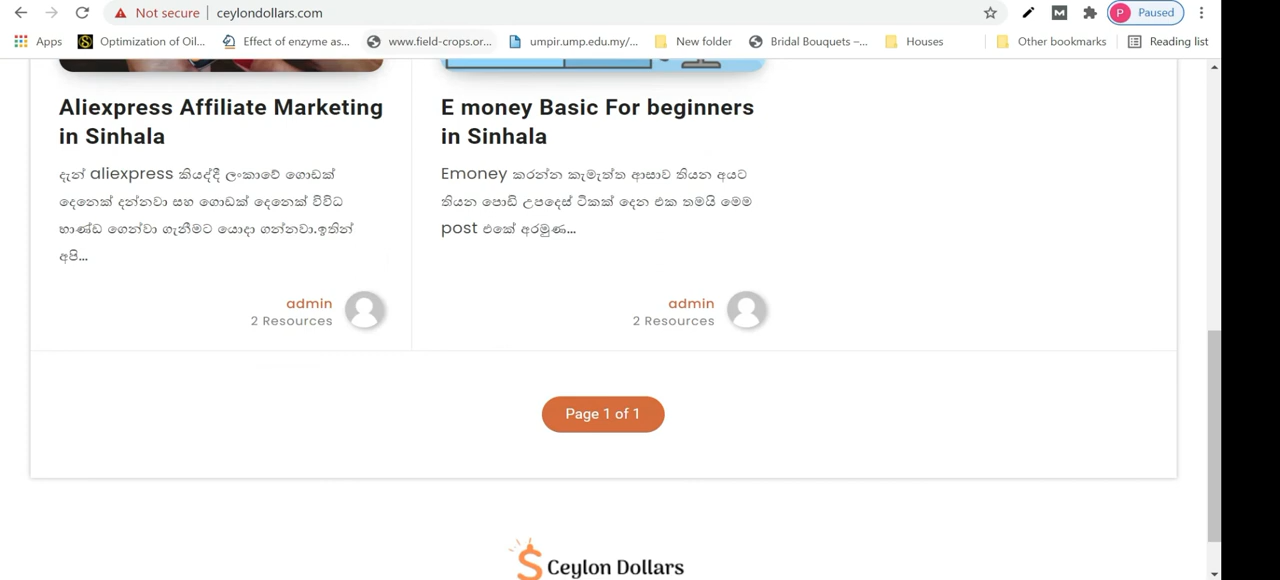 Not secure | ceylondollars.com
P Paused
Apps
Optimization of Oil...
Effect of enzyme as...
www.field-crops.or...
umpir.ump.edu.my/...
New folder
Bridal Bouquets –...
Houses
Other bookmarks
Reading list
Aliexpress Affiliate Marketing
in Sinhala
දැන් aliexpress කියද්දී ලංකාවේ ගොඩක්
දෙනෙක් දන්නවා සහ ගොඩක් දෙනෙක් විවිධ
භාණ්ඩ ගෙන්වා ගැනීමට යොදා ගන්නවා.ඉතින්
අපි...
admin
2 Resources
E money Basic For beginners
in Sinhala
Emoney කරන්න කැමැත්ත ආසාව තියන අයට
තියන පොඩි උපදෙස් ටිකක් දෙන එක තමයි මෙම
post එකේ අරමුණ...
admin
2 Resources
Page 1 of 1
Ceylon Dollars